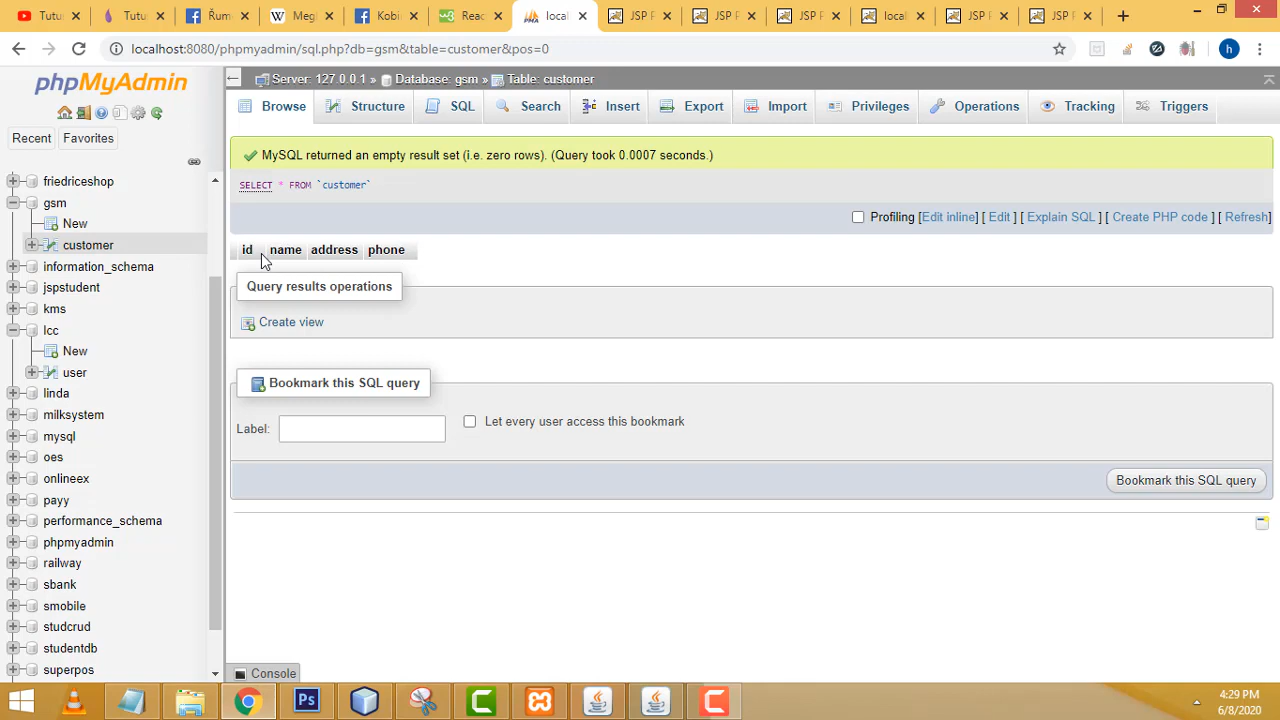 Tutu
Tutu
Rum
Megl
Kobi
Rea
local
JSP P
JSP P
JSP P
local
JSP P
JSP P
localhost:8080/phpmyadmin/sql.php?db=gsm&table=customer&pos=0
h
phpMyAdmin
Recent
Favorites
friedriceshop
gsm
New
customer
information_schema
jspstudent
kms
lcc
New
user
linda
milksystem
mysql
oes
onlineex
payy
performance_schema
phpmyadmin
railway
sbank
smobile
studcrud
studentdb
superpos
Server: 127.0.0.1 » Database: gsm » Table: customer
Browse Structure SQL Search Insert Export Import Privileges Operations Tracking Triggers
MySQL returned an empty result set (i.e. zero rows). (Query took 0.0007 seconds.)
SELECT * FROM `customer`
Profiling [Edit inline] [ Edit ] [ Explain SQL ] [ Create PHP code ] [ Refresh]
id name address phone
Query results operations
Create view
Bookmark this SQL query
Label:
Let every user access this bookmark
Bookmark this SQL query
Console
Ps
4:29 PM
6/8/2020